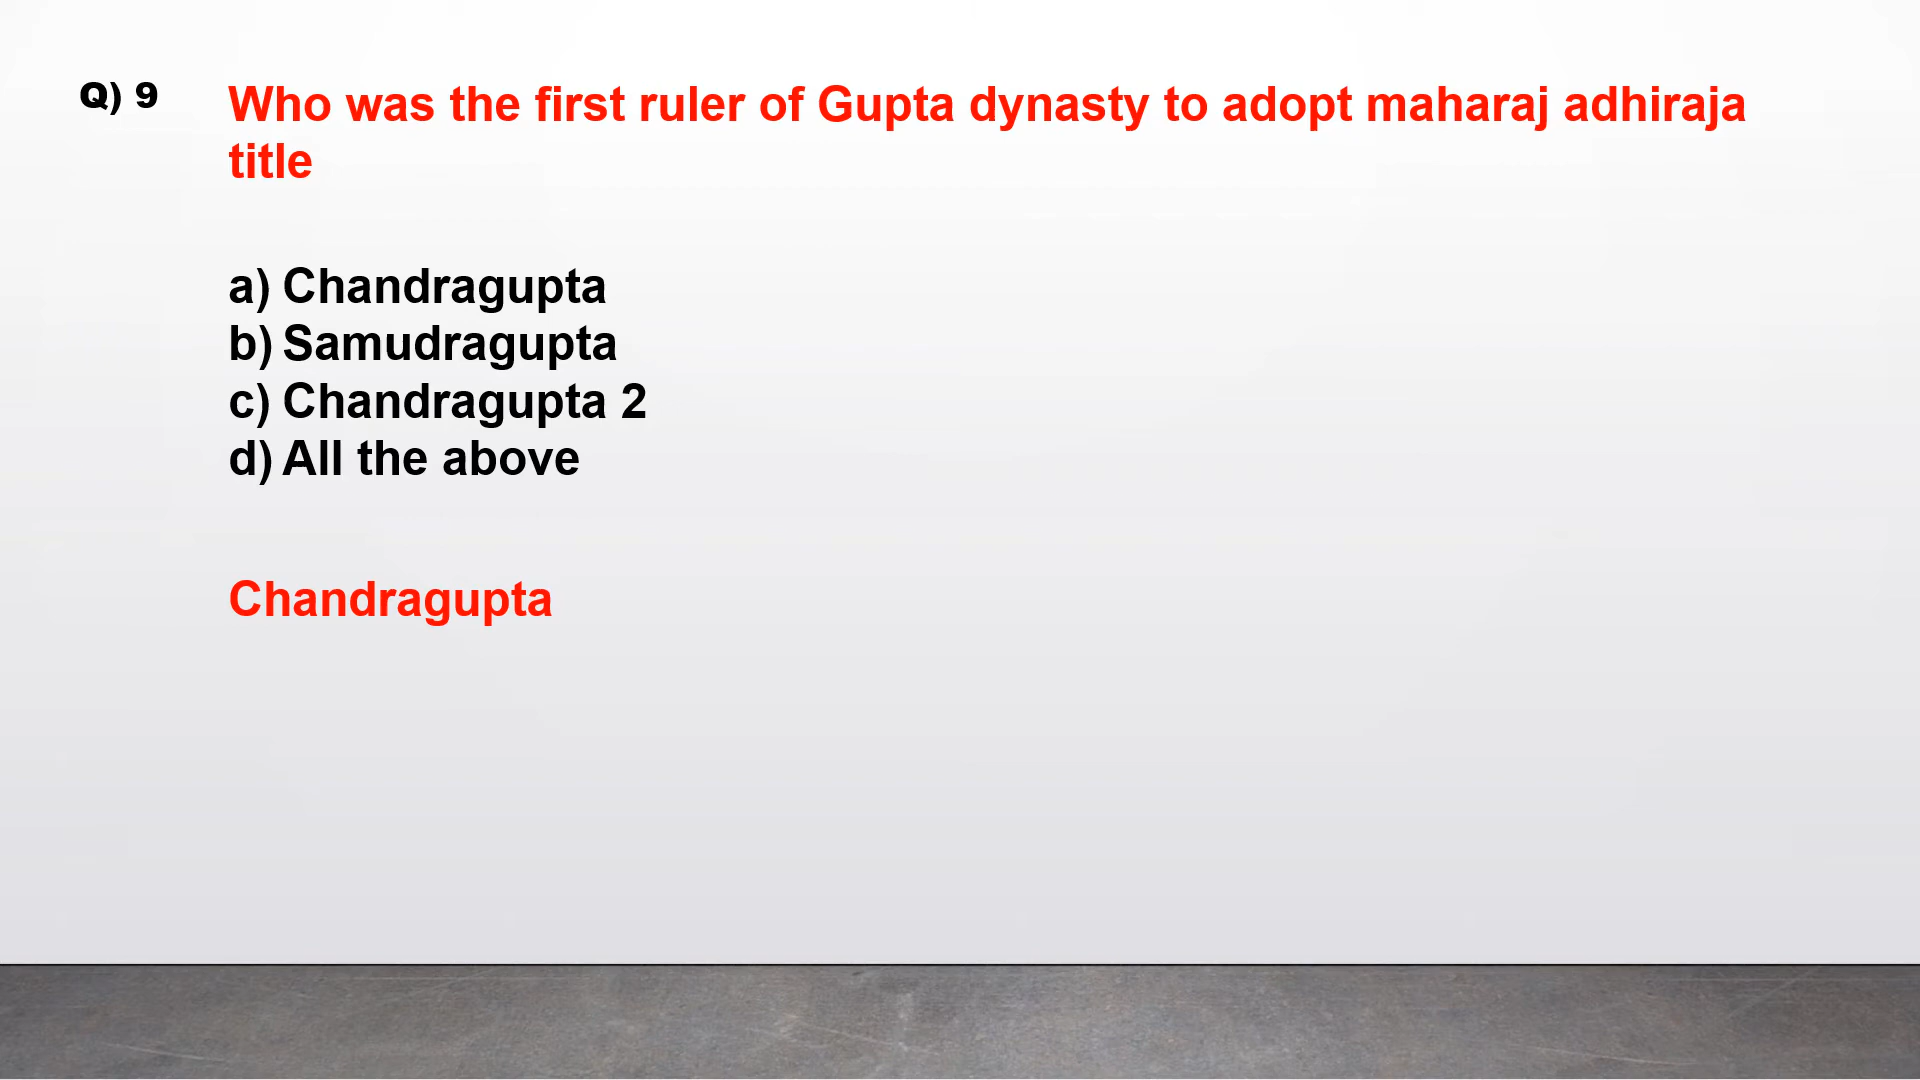 Q) 9
Who was the first ruler of Gupta dynasty to adopt maharaj adhiraja
title
a) Chandragupta
b) Samudragupta
c) Chandragupta 2
d) All the above
Chandragupta